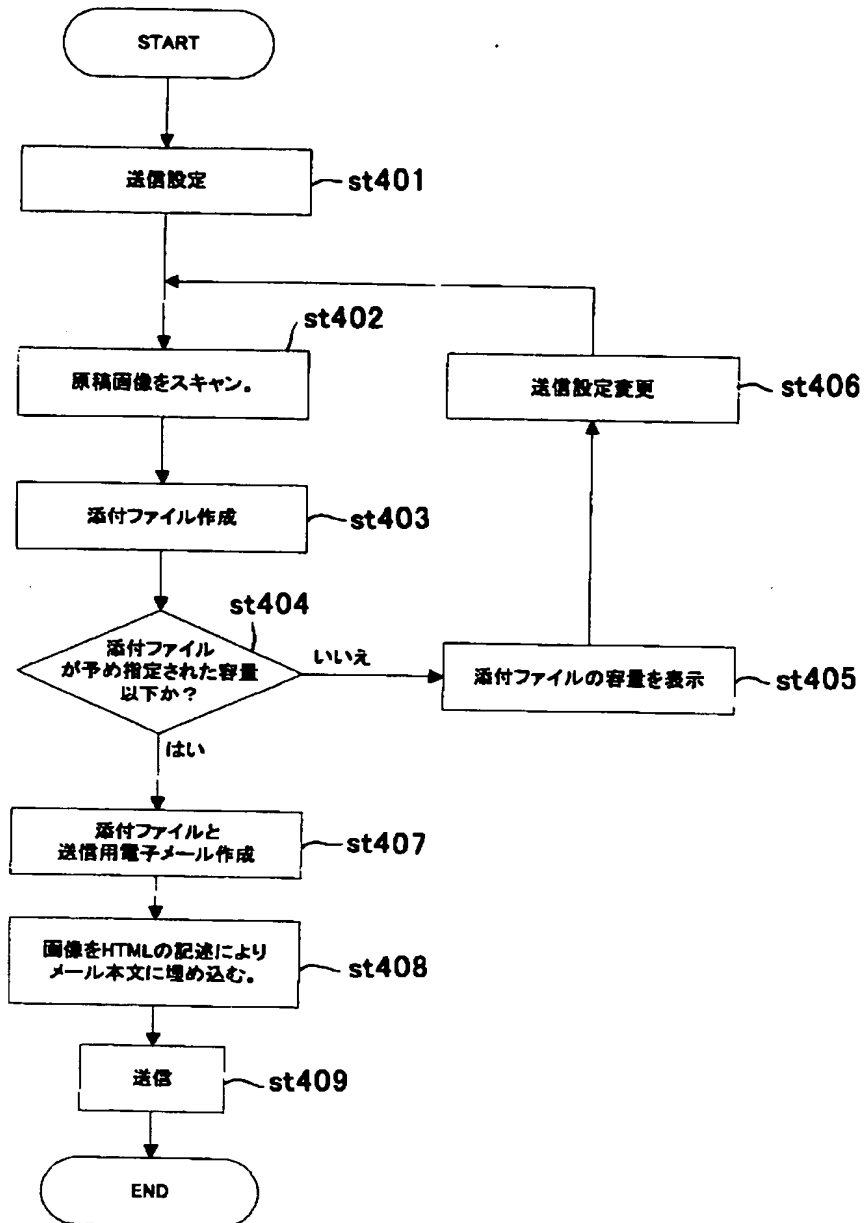 START
送信設定
st401
st402
原稿画像をスキャン。
送信設定変更
st406
添付ファイル作成
st403
st404
添付ファイル
が予め指定された容量
以下か？
いいえ
添付ファイルの容量を表示
st405
はい
添付ファイルと
送信用電子メール作成
st407
画像をHTMLの記述により
メール本文に埋め込む。
st408
送信
st409
END